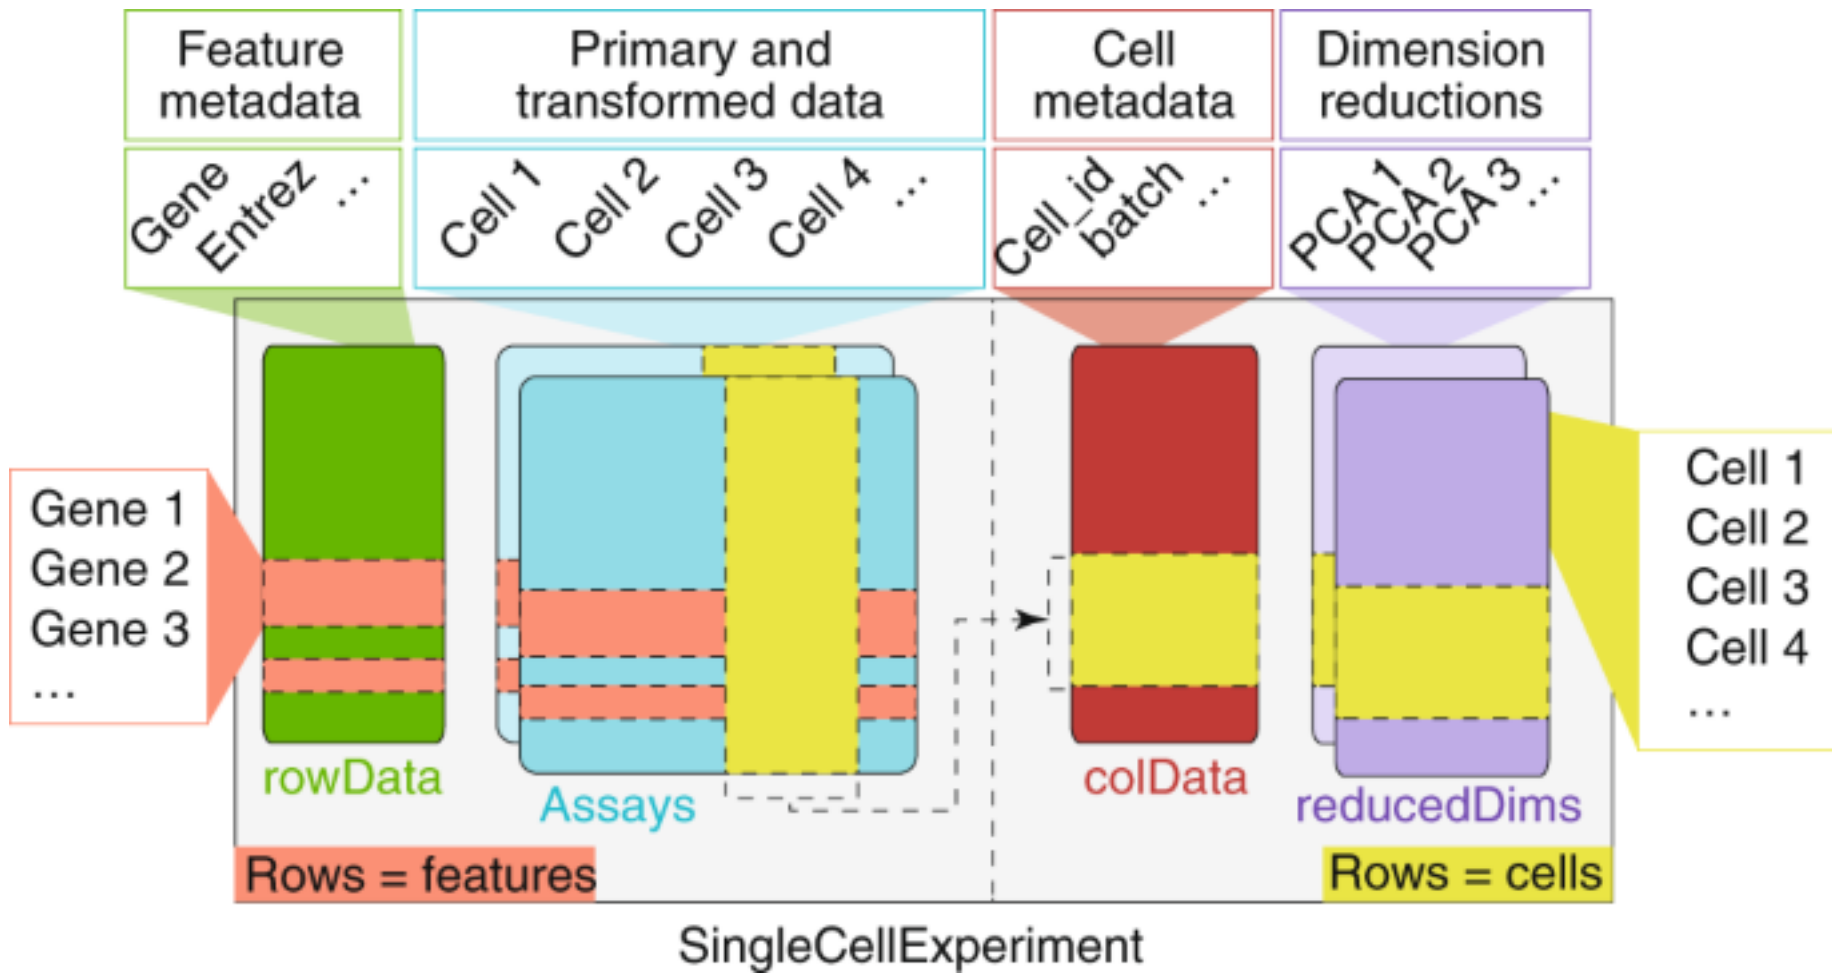 Feature
metadata
Primary and
transformed data
Cell
metadata
Dimension
reductions
Gene
Entrez
...
Cell 1
Cell 2
Cell 3
Cell 4
...
Cell_id
batch
...
PCA 1
PCA 2
PCA 3
...
Gene 1
Gene 2
Gene 3
...
Cell 1
Cell 2
Cell 3
Cell 4
...
rowData
Assays
colData
reducedDims
Rows = features
Rows = cells
SingleCellExperiment